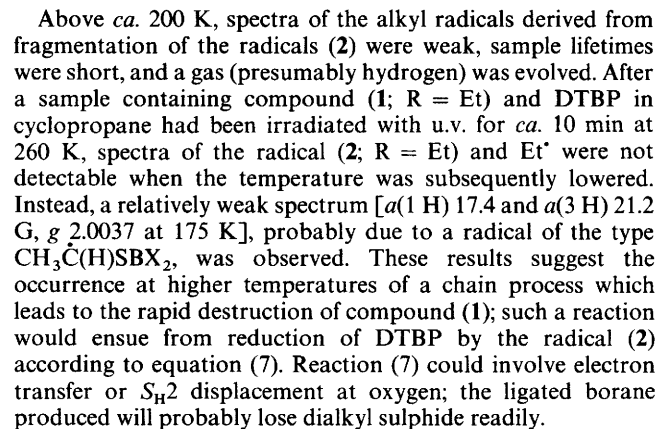 Above ca. 200 K, spectra of the alkyl radicals derived from
fragmentation of the radicals (2) were weak, sample lifetimes
were short, and a gas (presumably hydrogen) was evolved. After
a sample containing compound (1; R = Et) and DTBP in
cyclopropane had been irradiated with u.v. for ca. 10 min at
260 K, spectra of the radical (2; R = Et) and Et• were not
detectable when the temperature was subsequently lowered.
Instead, a relatively weak spectrum [a(1 H) 17.4 and a(3 H) 21.2
G, g 2.0037 at 175 K], probably due to a radical of the type
CH₃Ċ(H)SBX₂, was observed. These results suggest the
occurrence at higher temperatures of a chain process which
leads to the rapid destruction of compound (1); such a reaction
would ensue from reduction of DTBP by the radical (2)
according to equation (7). Reaction (7) could involve electron
transfer or S_H2 displacement at oxygen; the ligated borane
produced will probably lose dialkyl sulphide readily.